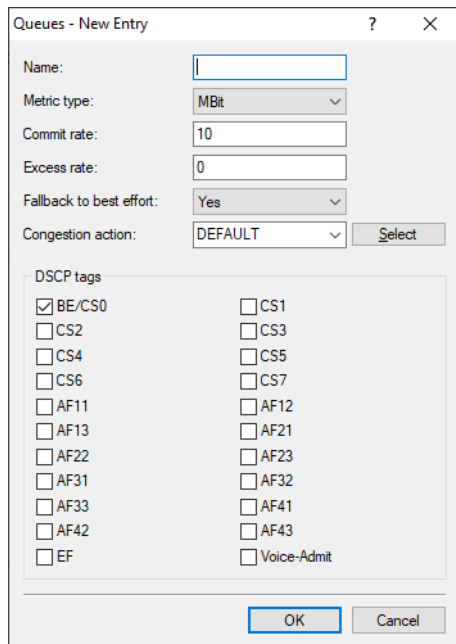 Queues - New Entry ?
Name:
Metric type: MBit
Commit rate: 10
Excess rate: 0
Fallback to best effort: Yes
Congestion action: DEFAULT Select
DSCP tags
BE/CS0 CS1
CS2 CS3
CS4 CS5
CS6 CS7
AF11 AF12
AF13 AF21
AF22 AF23
AF31 AF32
AF33 AF41
AF42 AF43
EF Voice-Admit
OK Cancel